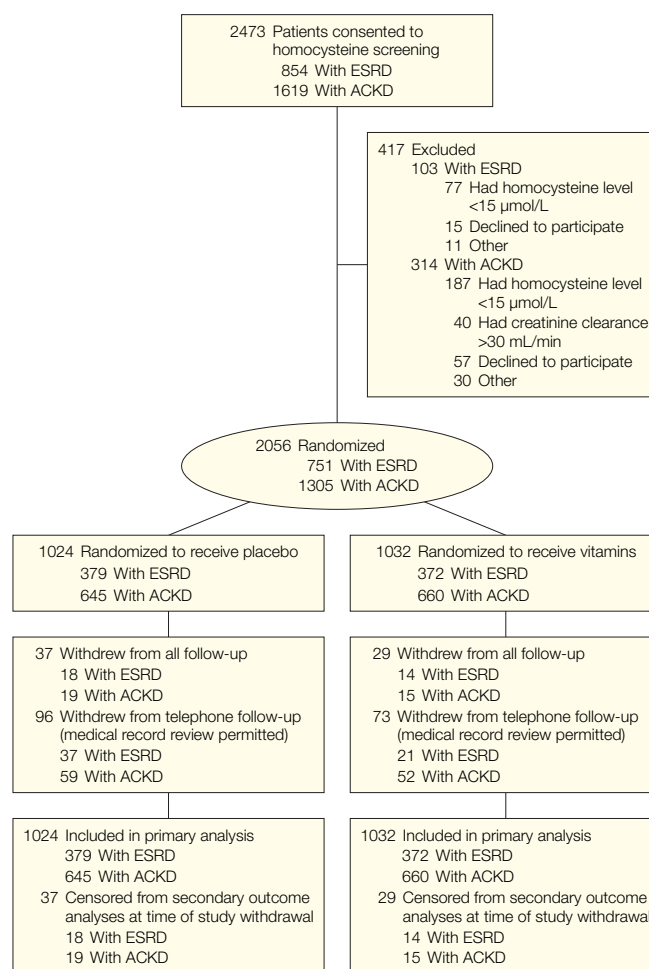 2473 Patients consented to
homocysteine screening
854 With ESRD
1619 With ACKD
417 Excluded
103 With ESRD
77 Had homocysteine level
<15 µmol/L
15 Declined to participate
11 Other
314 With ACKD
187 Had homocysteine level
<15 µmol/L
40 Had creatinine clearance
>30 mL/min
57 Declined to participate
30 Other
2056 Randomized
751 With ESRD
1305 With ACKD
1024 Randomized to receive placebo
379 With ESRD
645 With ACKD
1032 Randomized to receive vitamins
372 With ESRD
660 With ACKD
37 Withdrew from all follow-up
18 With ESRD
19 With ACKD
96 Withdrew from telephone follow-up
(medical record review permitted)
37 With ESRD
59 With ACKD
29 Withdrew from all follow-up
14 With ESRD
15 With ACKD
73 Withdrew from telephone follow-up
(medical record review permitted)
21 With ESRD
52 With ACKD
1024 Included in primary analysis
379 With ESRD
645 With ACKD
37 Censored from secondary outcome
analyses at time of study withdrawal
18 With ESRD
19 With ACKD
1032 Included in primary analysis
372 With ESRD
660 With ACKD
29 Censored from secondary outcome
analyses at time of study withdrawal
14 With ESRD
15 With ACKD